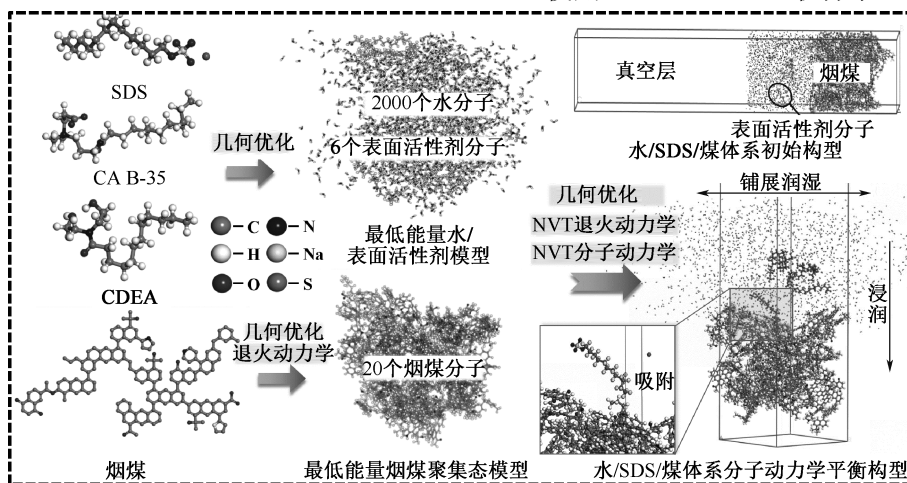 SDS
CA B-35
CDEA
烟煤
几何优化
几何优化
退火动力学
C
N
H
Na
O
S
2000个水分子
6个表面活性剂分子
最低能量水/
表面活性剂模型
20个烟煤分子
最低能量烟煤聚集态模型
真空层
烟煤
表面活性剂分子
水/SDS/煤体系初始构型
几何优化
NVT退火动力学
NVT分子动力学
铺展润湿
浸润
吸附
水/SDS/煤体系分子动力学平衡构型